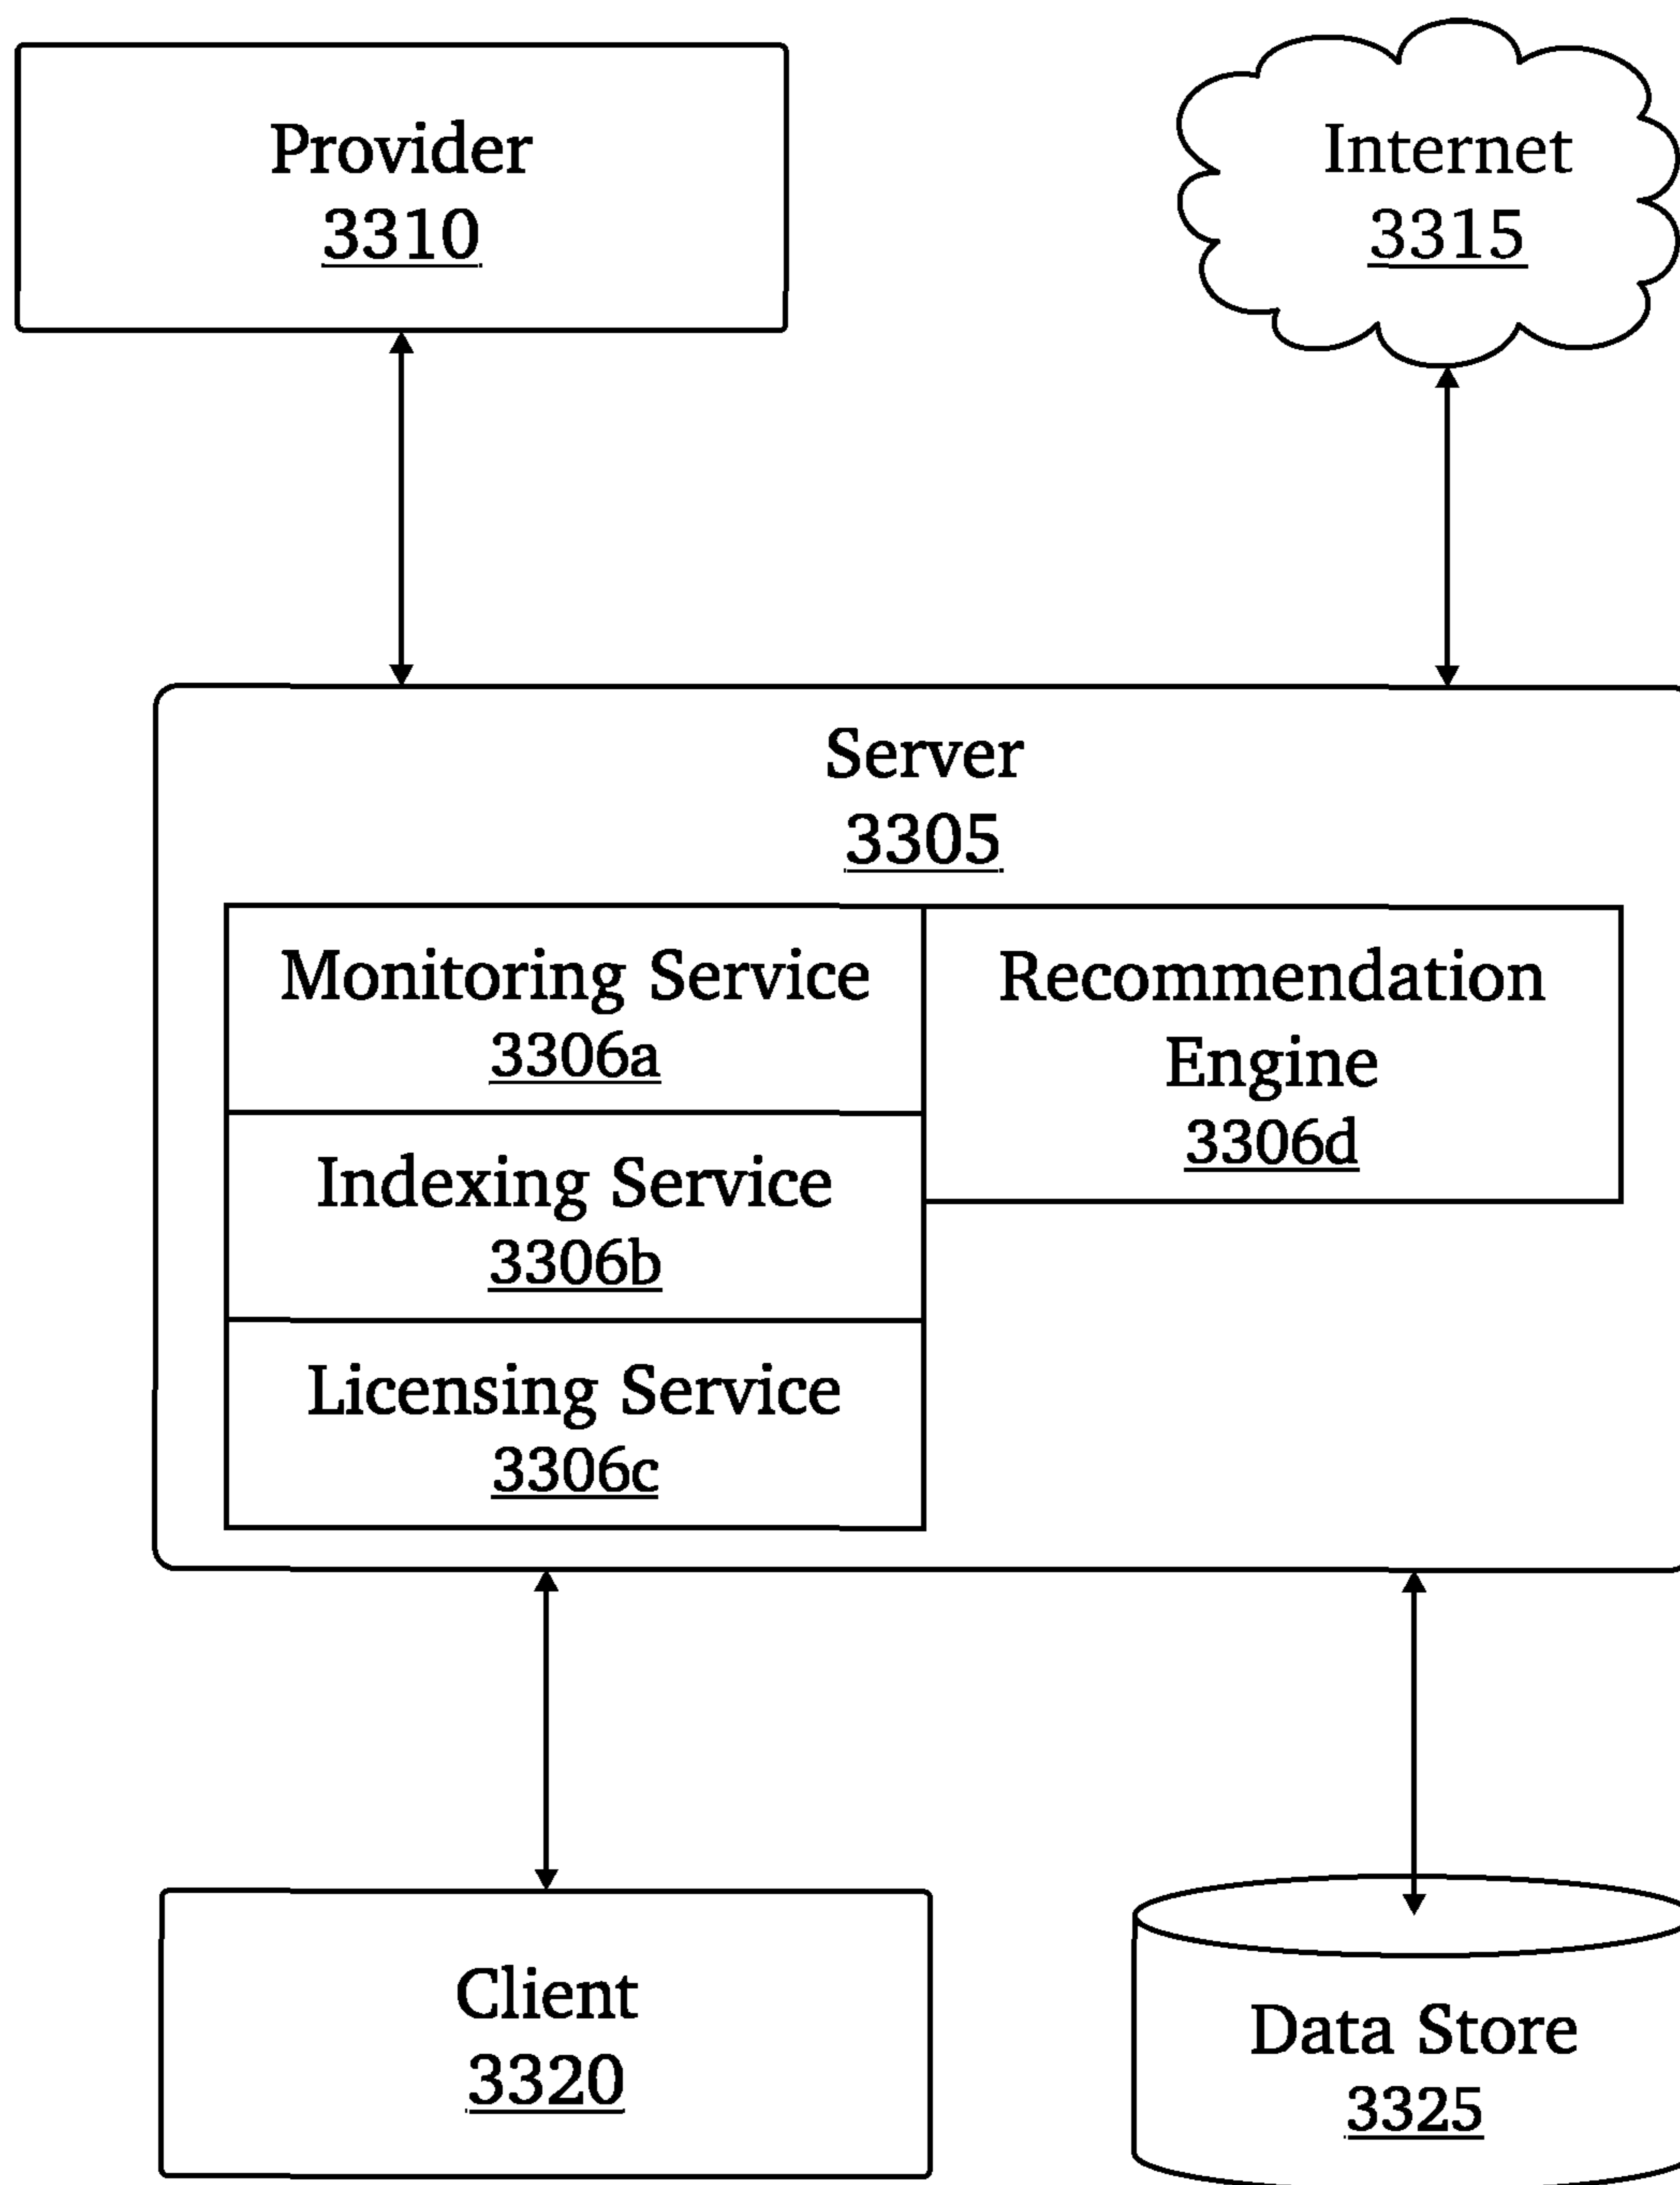 Provider
3310
Internet
3315
Server
3305
Monitoring Service
3306a
Recommendation
Engine
3306d
Indexing Service
3306b
Licensing Service
3306c
Client
3320
Data Store
3325